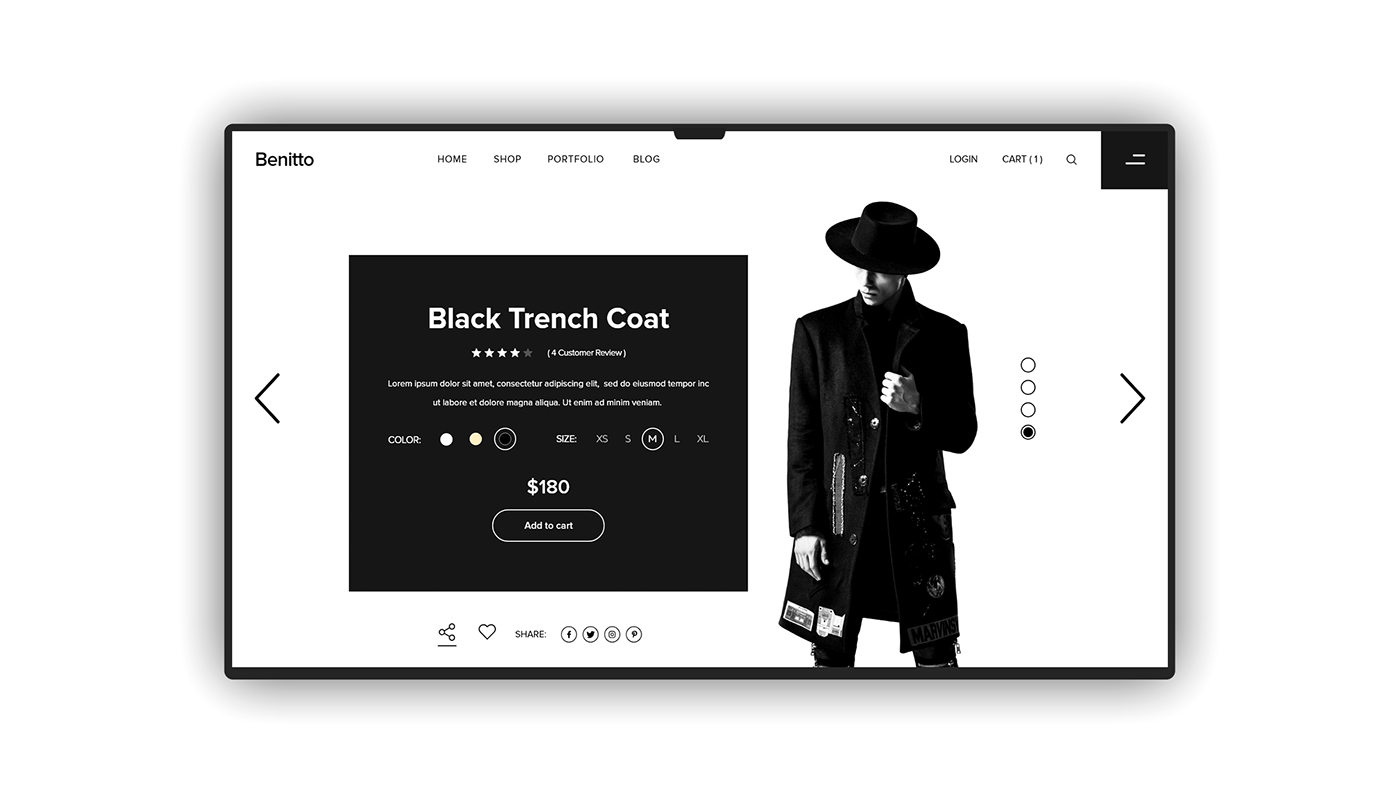 Benitto
HOME SHOP PORTFOLIO BLOG
LOGIN CART ( 1 )
Black Trench Coat
( 4 Customer Review )
Lorem ipsum dolor sit amet, consectetur adipiscing elit, sed do eiusmod tempor inc
ut labore et dolore magna aliqua. Ut enim ad minim veniam.
COLOR:
SIZE: XS S M L XL
$180
Add to cart
SHARE: